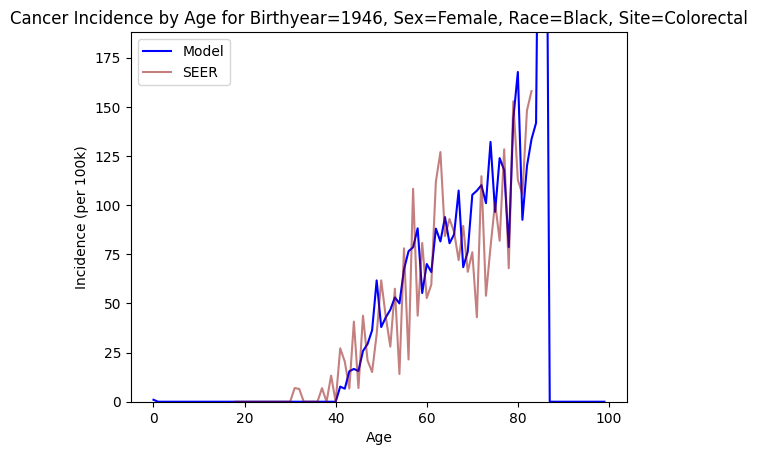 Cancer Incidence by Age for Birthyear=1946, Sex=Female, Race=Black, Site=Colorectal
Model
SEER
175
150
125
100
75
50
25
0
Incidence (per 100k)
0 20 40 60 80 100
Age